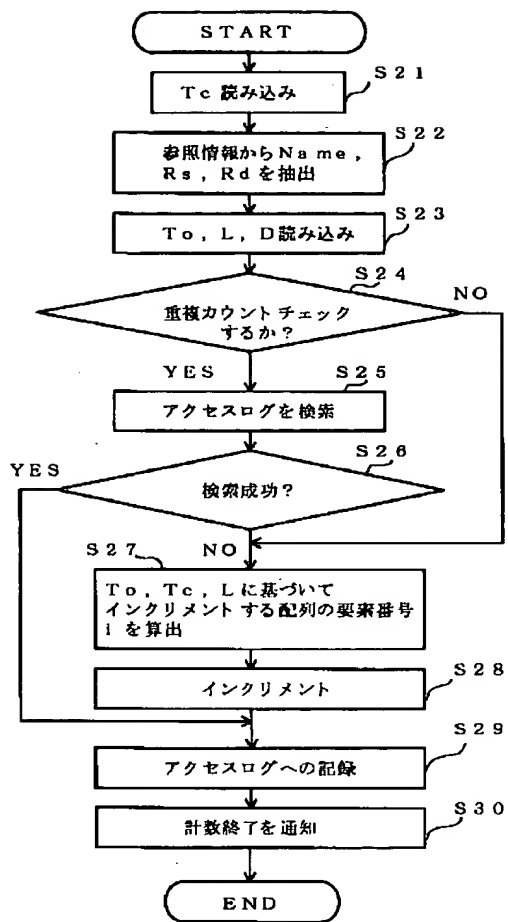 START
S21
Tc 読み込み
S22
参照情報からName,
Rs, Rdを抽出
S23
To, L, D読み込み
S24
NO
重複カウントチェック
するか?
YES
S25
アクセスログを検索
S26
YES
検索成功?
S27
NO
To, Tc, Lに基づいて
インクリメントする配列の要素番号
iを算出
S28
インクリメント
S29
アクセスログへの記録
S30
計数終了を通知
END